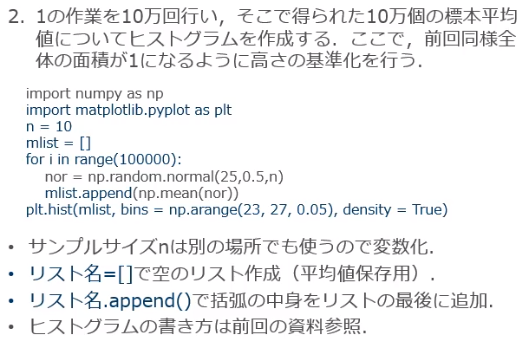 2. 1の作業を10万回行い，そこで得られた10万個の標本平均
値についてヒストグラムを作成する．ここで，前回同様全
体の面積が1になるように高さの基準化を行う．
import numpy as np
import matplotlib.pyplot as plt
n = 10
mlist = []
for i in range(100000):
    nor = np.random.normal(25,0.5,n)
    mlist.append(np.mean(nor))
plt.hist(mlist, bins = np.arange(23, 27, 0.05), density = True)
• サンプルサイズnは別の場所でも使うので変数化．
• リスト名=[]で空のリスト作成（平均値保存用）．
• リスト名.append()で括弧の中身をリストの最後に追加．
• ヒストグラムの書き方は前回の資料参照．